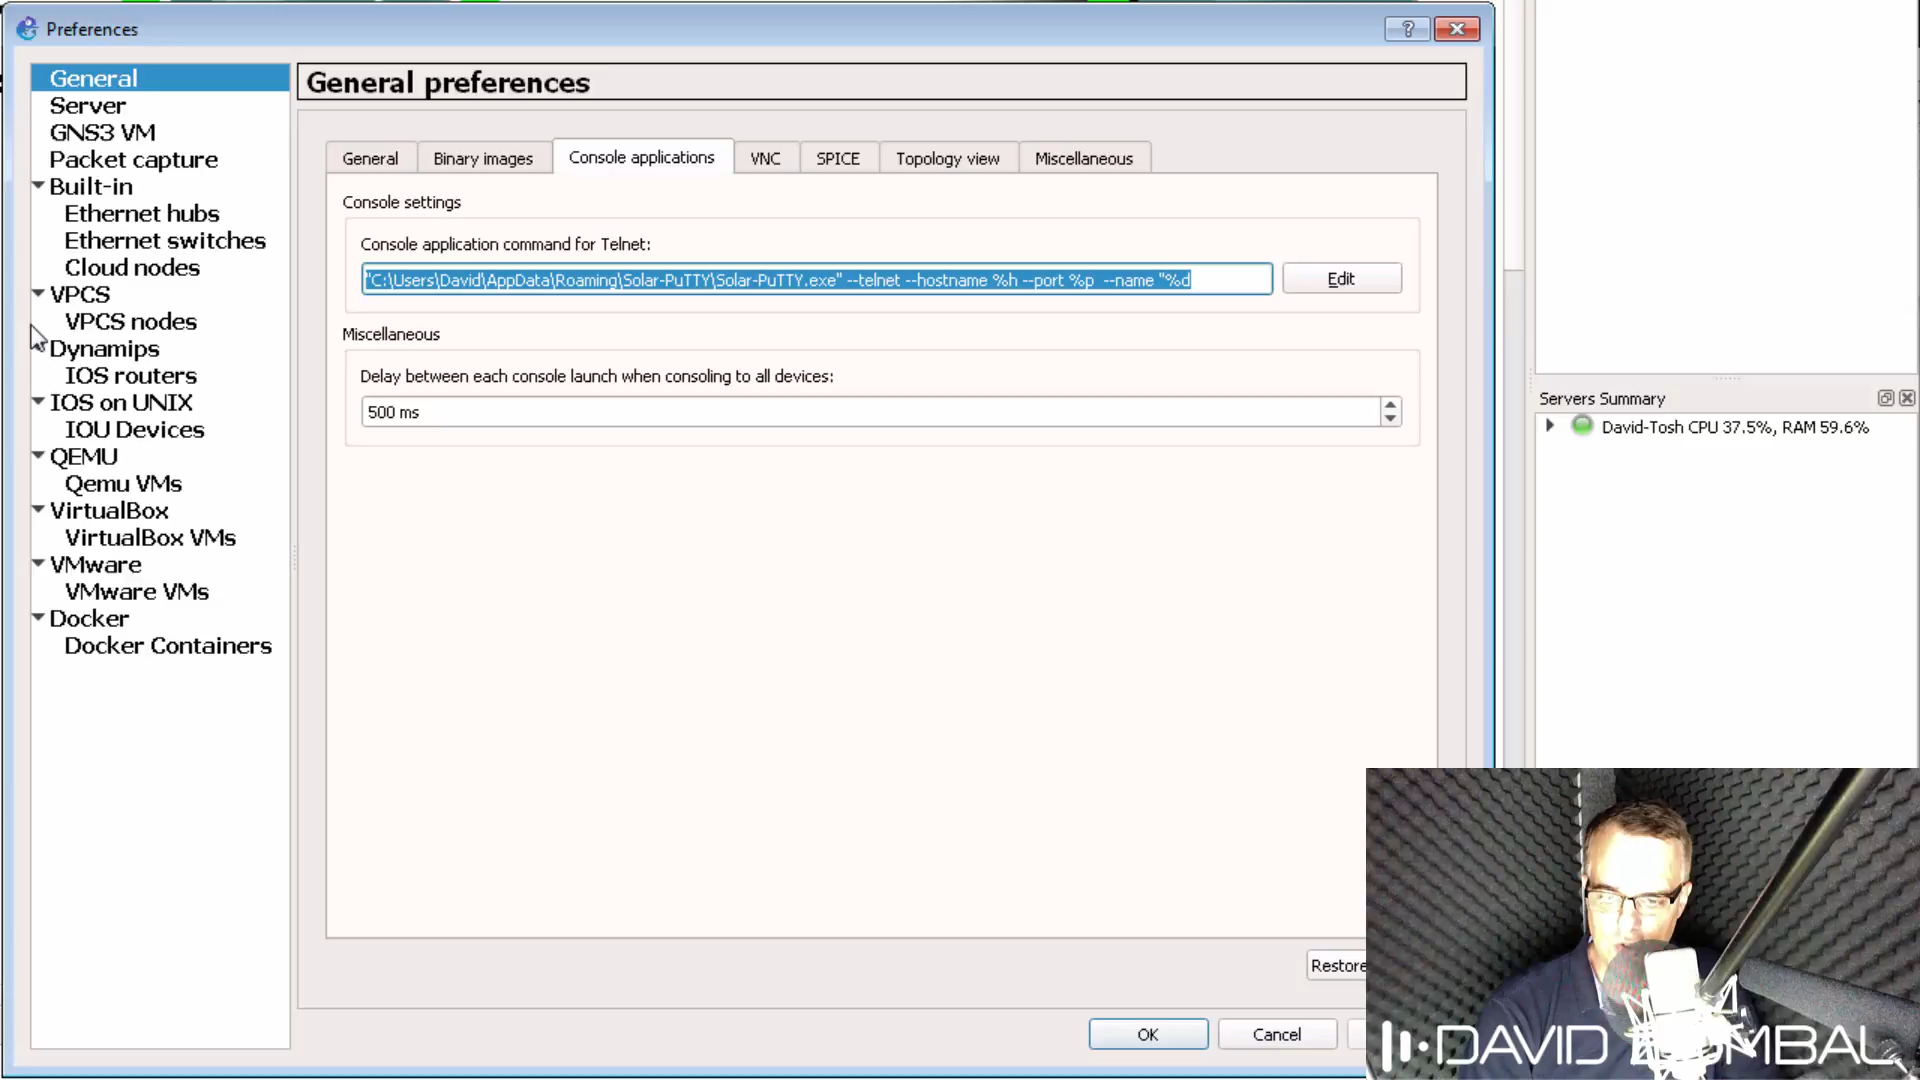 Preferences
?
General
Server
GNS3 VM
Packet capture
Built-in
Ethernet hubs
Ethernet switches
Cloud nodes
VPCS
VPCS nodes
Dynamips
IOS routers
IOS on UNIX
IOU Devices
QEMU
Qemu VMs
VirtualBox
VirtualBox VMs
VMware
VMware VMs
Docker
Docker Containers
General preferences
General
Binary images
Console applications
VNC
SPICE
Topology view
Miscellaneous
Console settings
Console application command for Telnet:
"C:\Users\David\AppData\Roaming\Solar-PuTTY\Solar-PuTTY.exe" --telnet --hostname %h --port %p  --name "%d
Edit
Miscellaneous
Delay between each console launch when consoling to all devices:
500 ms
Restore
OK
Cancel
Servers Summary
David-Tosh CPU 37.5%, RAM 59.6%
DAVID